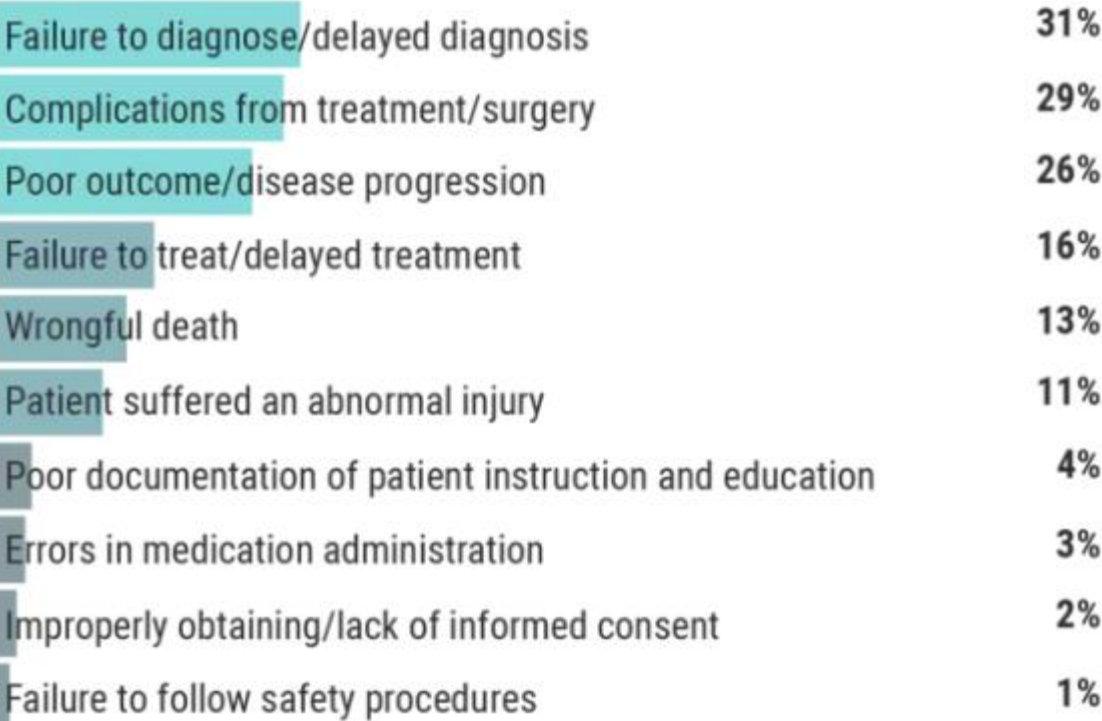 Failure to diagnose/delayed diagnosis 31%
Complications from treatment/surgery 29%
Poor outcome/disease progression 26%
Failure to treat/delayed treatment 16%
Wrongful death 13%
Patient suffered an abnormal injury 11%
Poor documentation of patient instruction and education 4%
Errors in medication administration 3%
Improperly obtaining/lack of informed consent 2%
Failure to follow safety procedures 1%